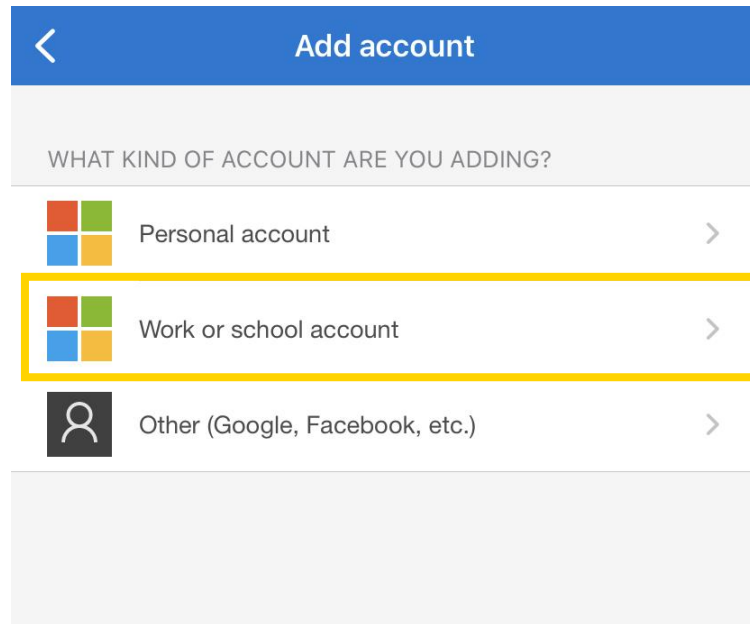 Add account
WHAT KIND OF ACCOUNT ARE YOU ADDING?
Personal account
Work or school account
Other (Google, Facebook, etc.)